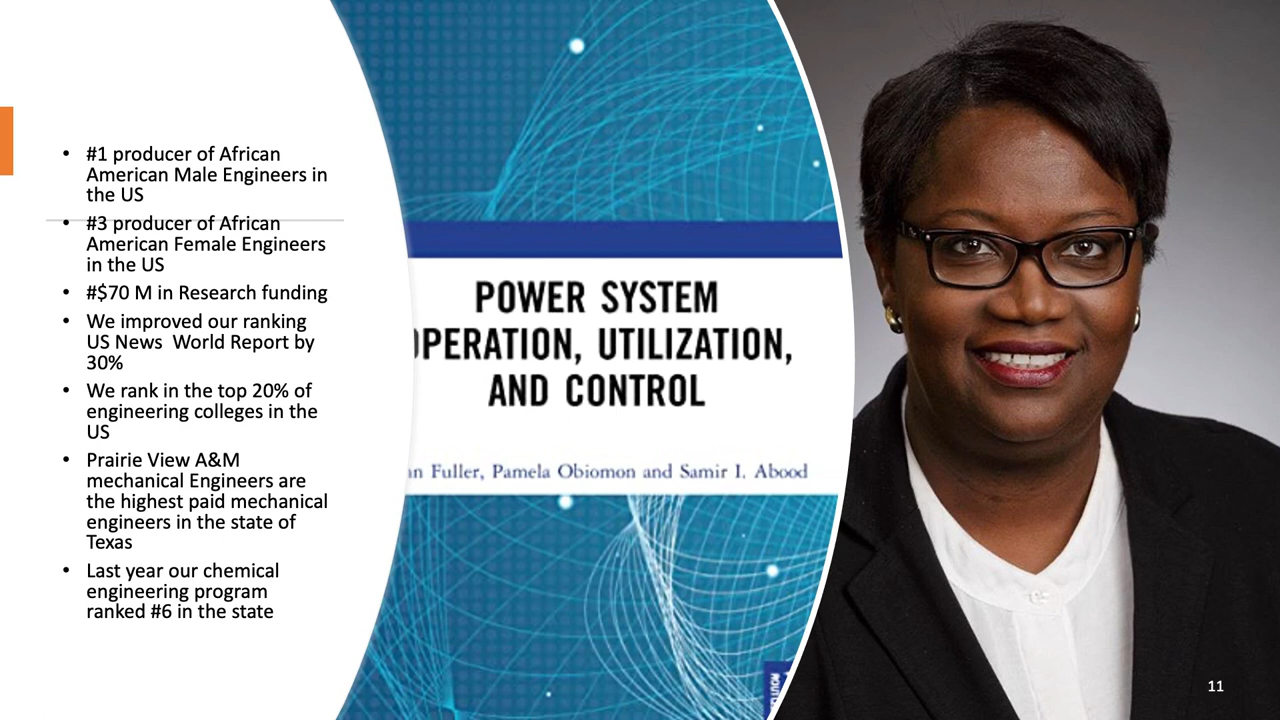 • #1 producer of African
American Male Engineers in
the US
• #3 producer of African
American Female Engineers
in the US
• #$70 M in Research funding
• We improved our ranking
US News  World Report by
30%
• We rank in the top 20% of
engineering colleges in the
US
• Prairie View A&M
mechanical Engineers are
the highest paid mechanical
engineers in the state of
Texas
• Last year our chemical
engineering program
ranked #6 in the state
POWER SYSTEM
OPERATION, UTILIZATION,
AND CONTROL
nn Fuller, Pamela Obiomon and Samir I. Abood
11